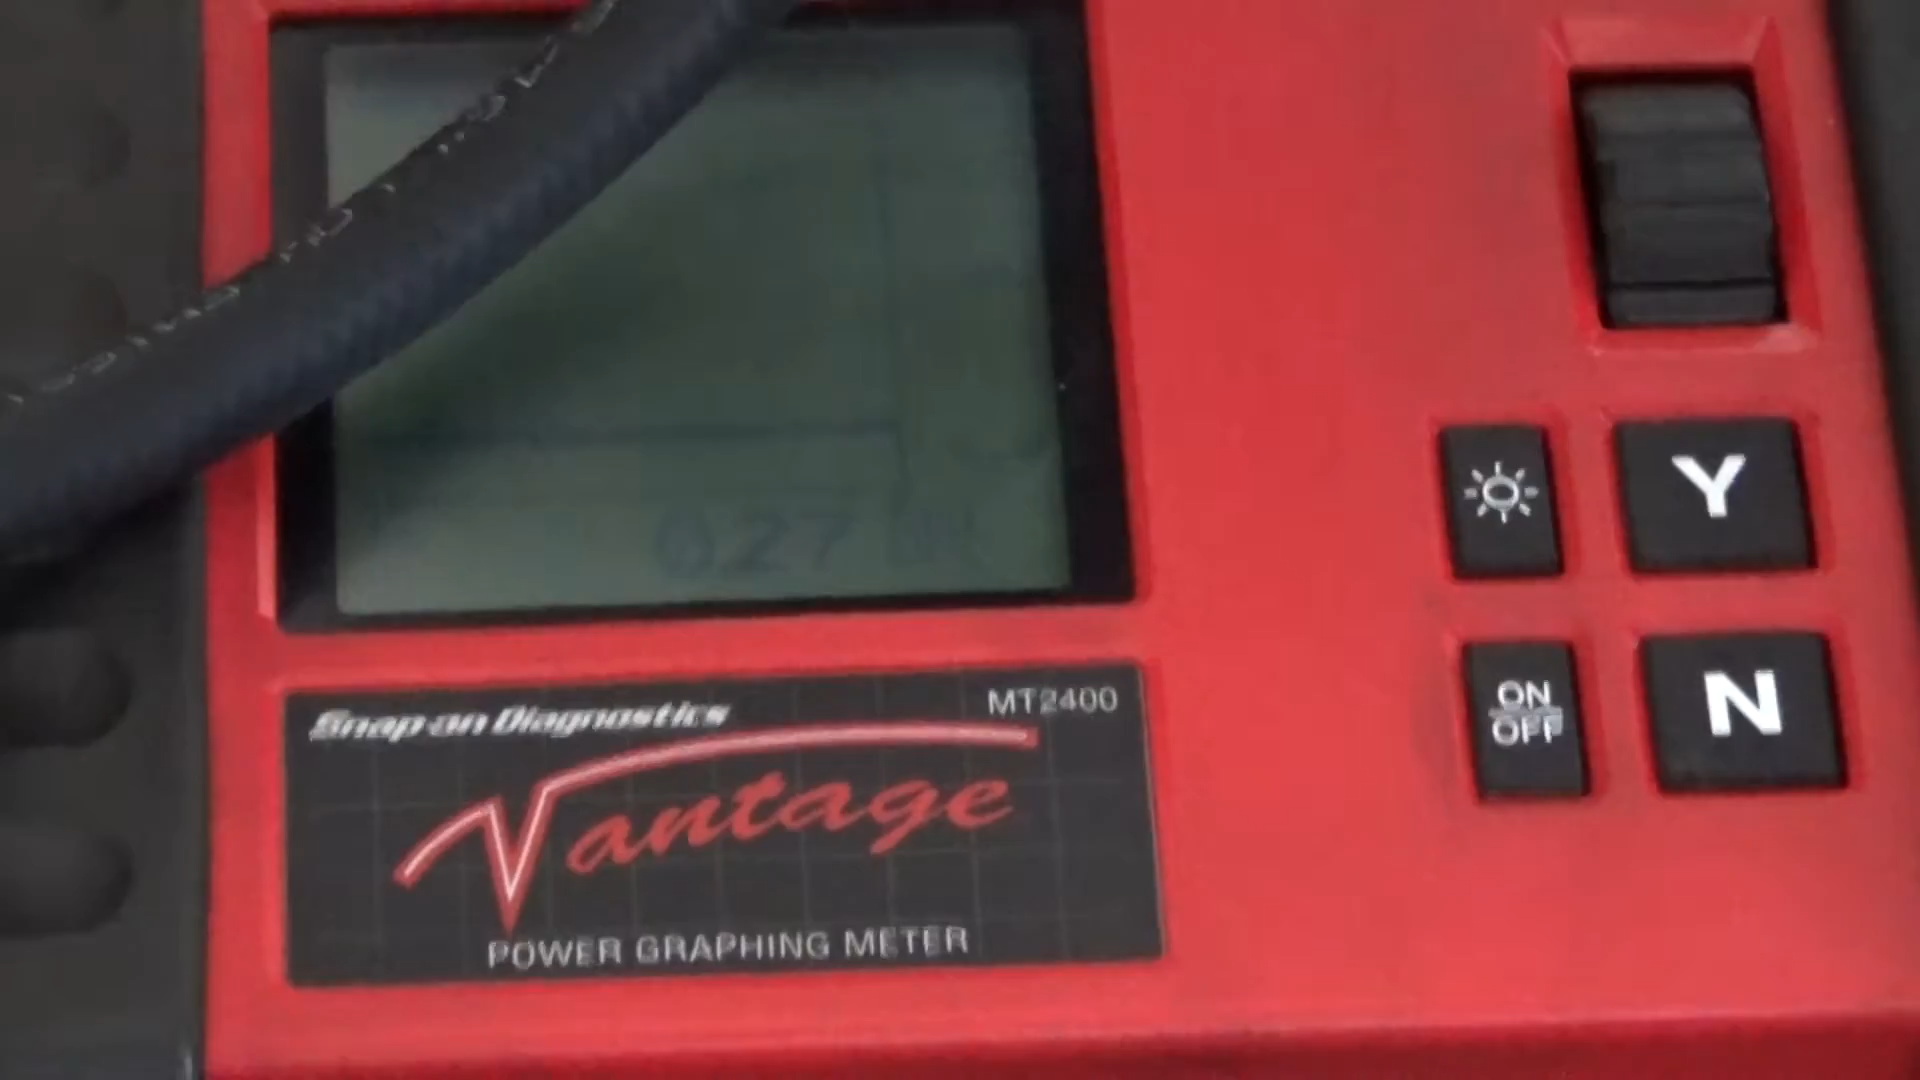 Snap-on Diagnostics
MT2400
Vantage
POWER GRAPHING METER
Y
ON
OFF
N